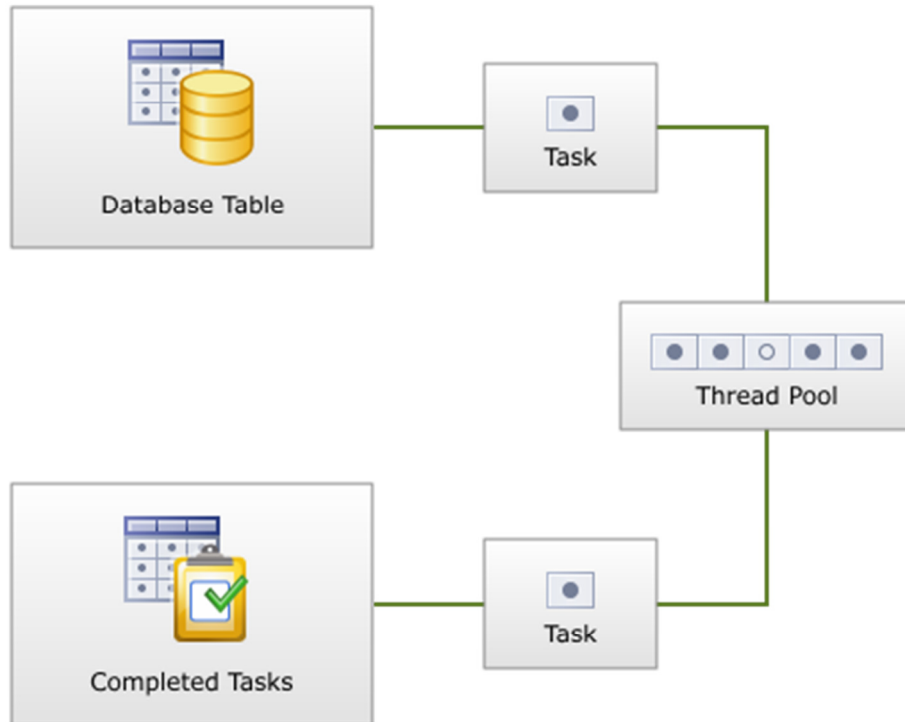 Database Table
Task
Thread Pool
Task
Completed Tasks